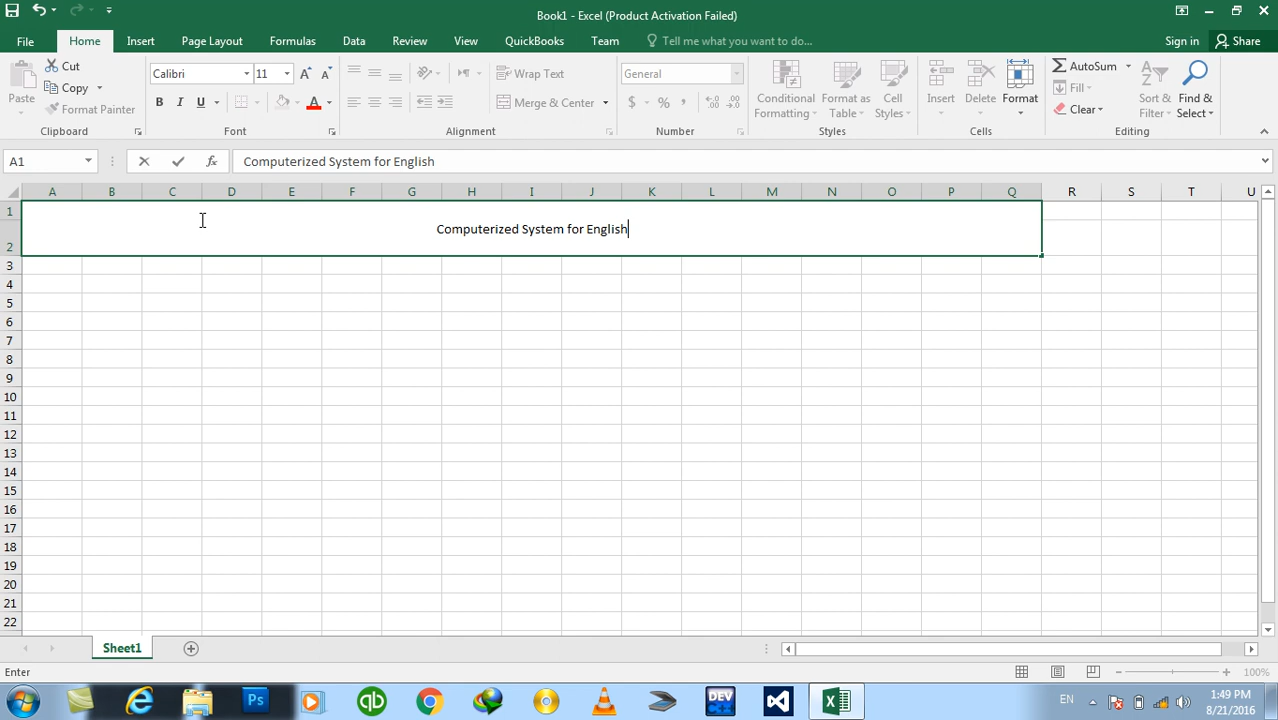 Book1 - Excel (Product Activation Failed)
File Home Insert Page Layout Formulas Data Review View QuickBooks Team Tell me what you want to do... Sign in Share
Paste
Cut
Copy
Format Painter
Clipboard
Calibri 11
B I U A
Font
Wrap Text
Merge & Center
Alignment
General
$ % ,
Number
Conditional Formatting
Format as Table
Cell Styles
Styles
Insert
Delete
Format
Cells
AutoSum
Fill
Clear
Sort & Filter
Find & Select
Editing
A1 fx Computerized System for English
A B C D E F G H I J K L M N O P Q R S T U
1
Computerized System for English
2
3
4
5
6
7
8
9
10
11
12
13
14
15
16
17
18
19
20
21
22
Sheet1
Enter 100%
Ps qb DEV EN 1:49 PM
8/21/2016